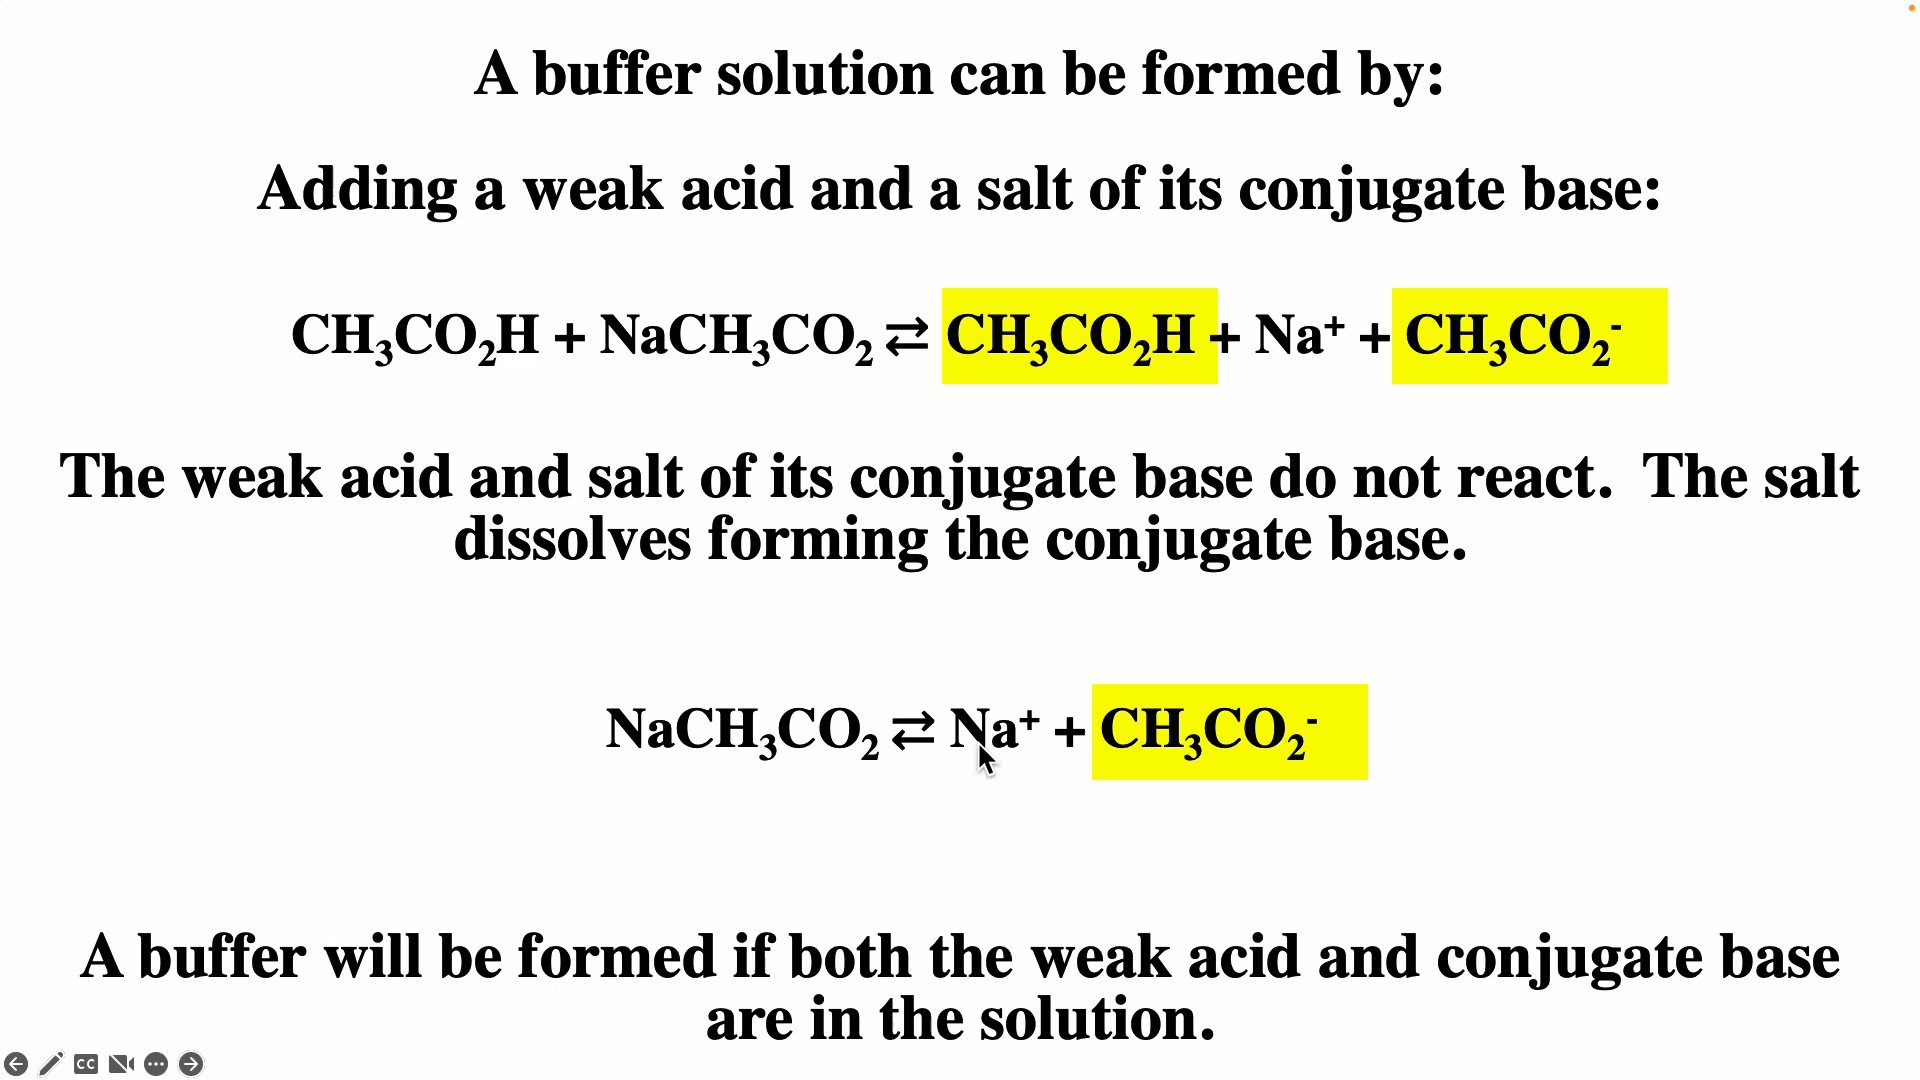 A buffer solution can be formed by:
Adding a weak acid and a salt of its conjugate base:
CH₃CO₂H + NaCH₃CO₂ ⇄ CH₃CO₂H + Na⁺ + CH₃CO₂⁻
The weak acid and salt of its conjugate base do not react. The salt
dissolves forming the conjugate base.
NaCH₃CO₂ ⇄ Na⁺ + CH₃CO₂⁻
A buffer will be formed if both the weak acid and conjugate base
are in the solution.
CC